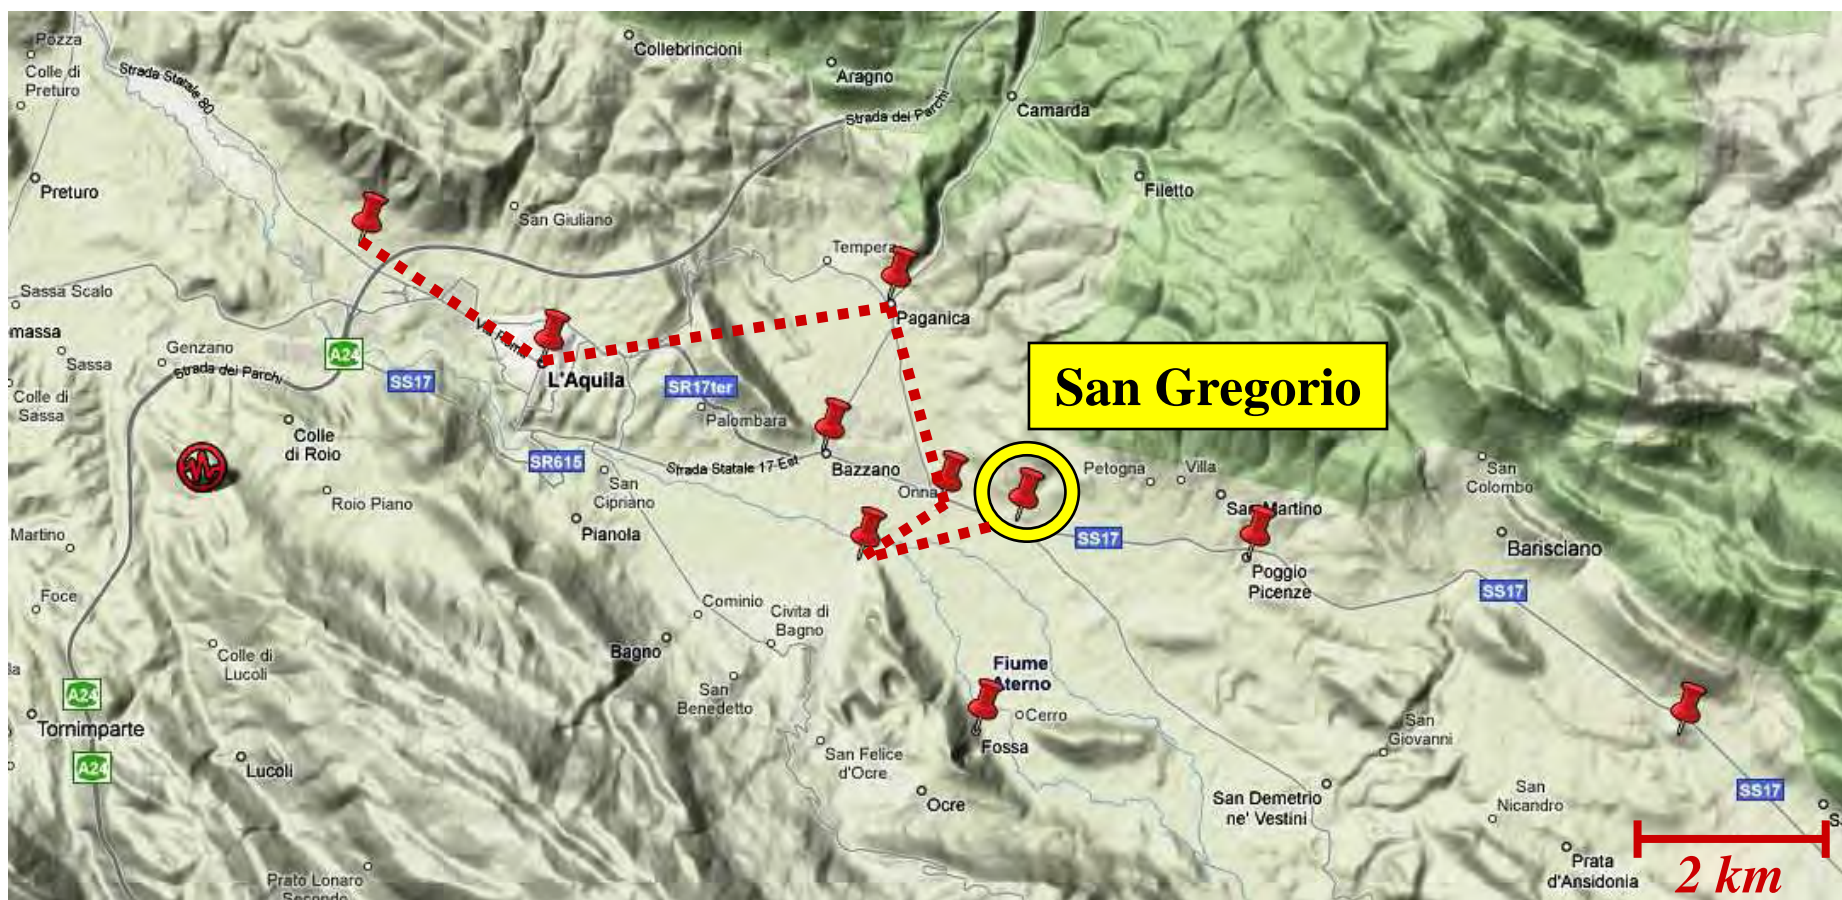 Pozza
Colle di
Preturo
Strada Statale 80
Collebrincioni
Aragno
Strada dei Parchi
Camarda
Preturo
San Giuliano
Filetto
Tempera
Sassa Scalo
Paganica
massa
Sassa
Genzano
Strada dei Parchi
A24
SS17
L'Aquila
SR17ter
San Gregorio
Colle di
Sassa
Colle
di Roio
Palombara
SR615
Strada Statale 17 Est
Bazzano
Onna
Petogna
Villa
San
Colombo
Roio Piano
San
Cipriano
San Martino
Martino
Pianola
SS17
Barisciano
Poggio
Picenze
SS17
Foce
Cominio
Civita di
Bagno
Bagno
Colle di
Lucoli
Fiume
Aterno
San
Benedetto
A24
Cerro
San
Giovanni
Tornimparte
Fossa
San Felice
d'Ocre
A24
Lucoli
Ocre
San Demetrio
ne' Vestini
San
Nicandro
SS17
Prata
d'Ansidonia
2 km
Prato Lonaro